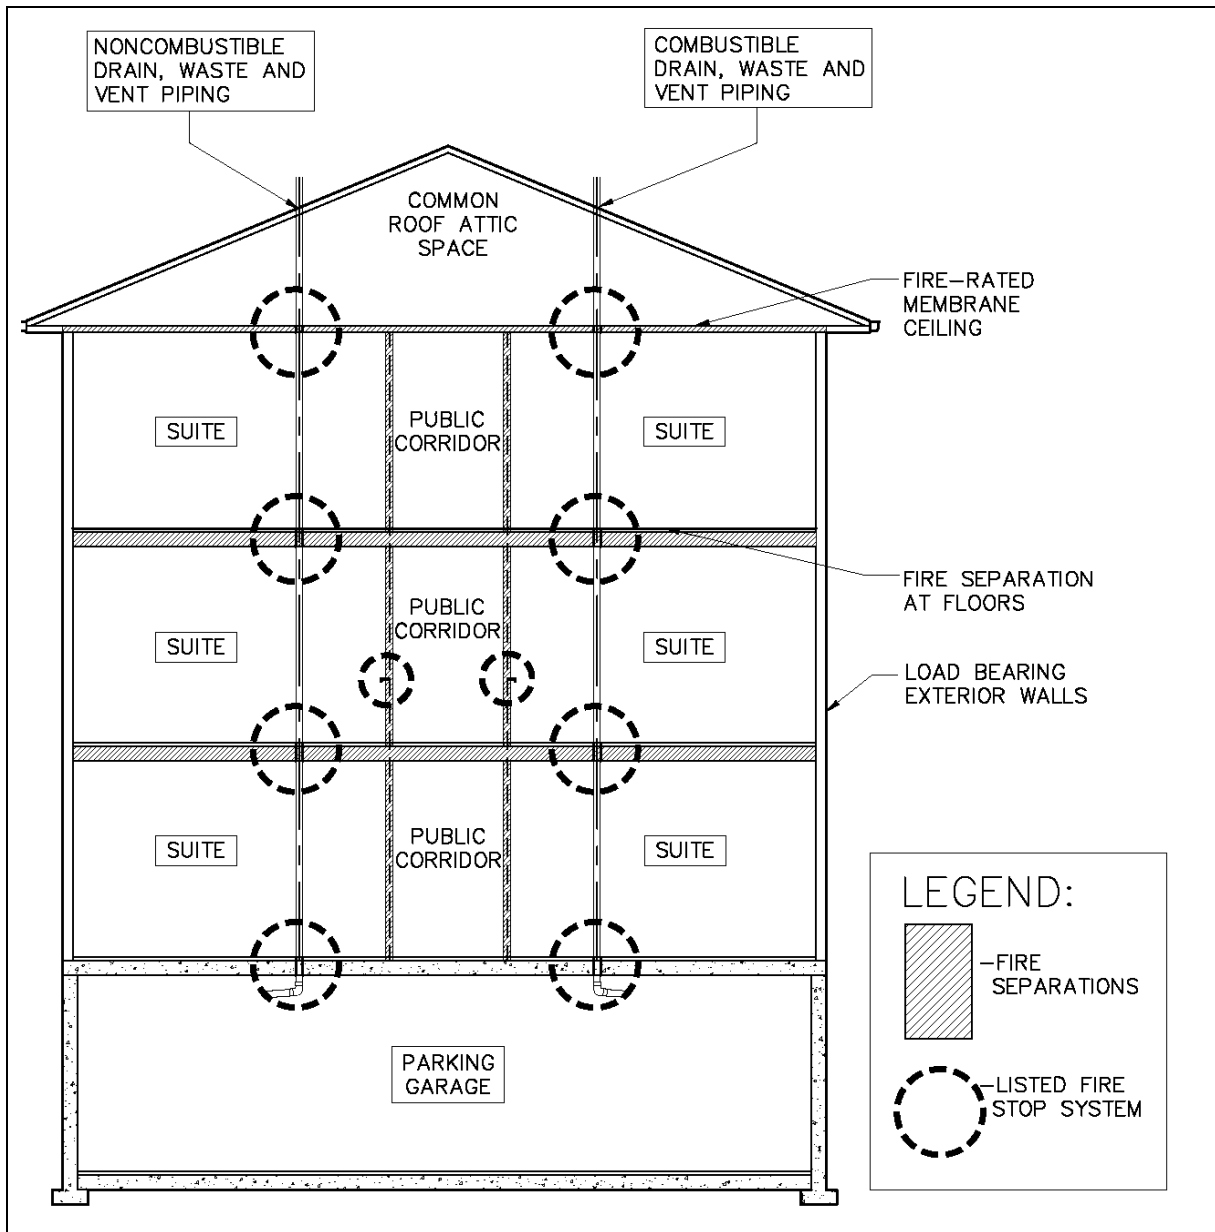 NONCOMBUSTIBLE
DRAIN, WASTE AND
VENT PIPING
COMBUSTIBLE
DRAIN, WASTE AND
VENT PIPING
COMMON
ROOF ATTIC
SPACE
FIRE-RATED
MEMBRANE
CEILING
SUITE
PUBLIC
CORRIDOR
SUITE
FIRE SEPARATION
AT FLOORS
SUITE
PUBLIC
CORRIDOR
SUITE
LOAD BEARING
EXTERIOR WALLS
SUITE
PUBLIC
CORRIDOR
SUITE
PARKING
GARAGE
LEGEND:
-FIRE
SEPARATIONS
-LISTED FIRE
STOP SYSTEM